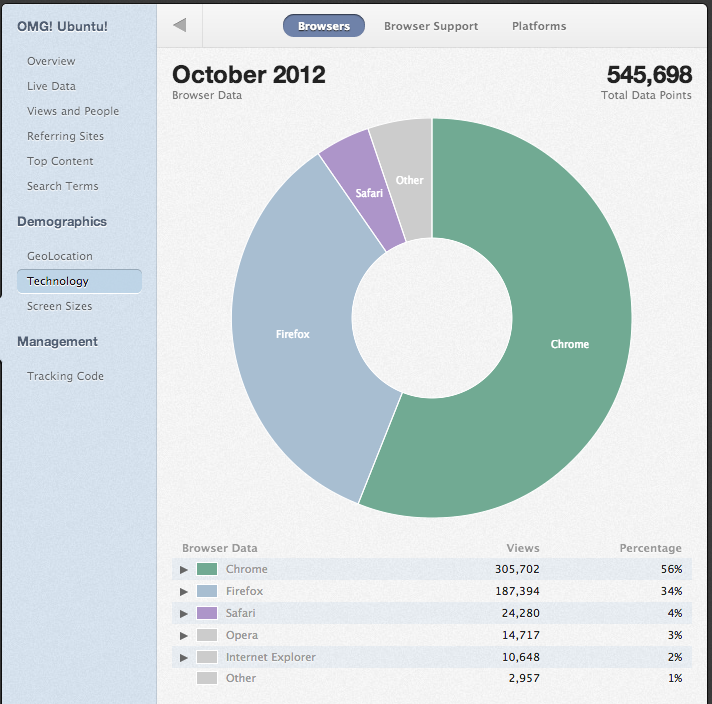 OMG! Ubuntu!
Overview
Live Data
Views and People
Referring Sites
Top Content
Search Terms
Demographics
GeoLocation
Technology
Screen Sizes
Management
Tracking Code
Browsers Browser Support Platforms
October 2012 545,698
Browser Data Total Data Points
Other
Safari
Firefox
Chrome
Browser Data Views Percentage
Chrome 305,702 56%
Firefox 187,394 34%
Safari 24,280 4%
Opera 14,717 3%
Internet Explorer 10,648 2%
Other 2,957 1%